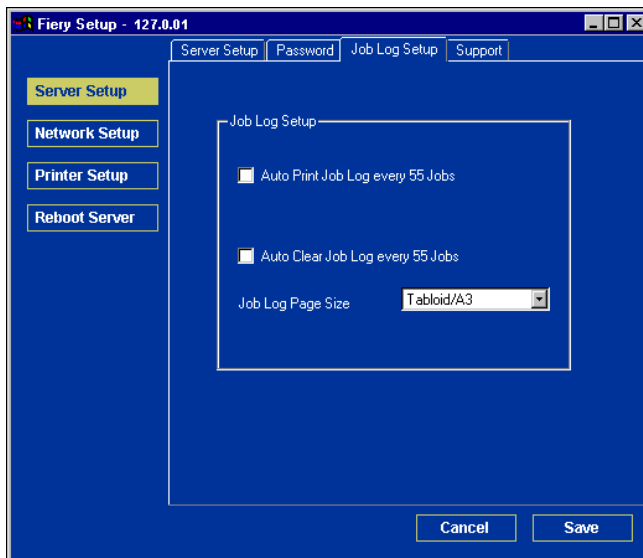 Fiery Setup - 127.0.01
Server Setup
Password
Job Log Setup
Support
Server Setup
Network Setup
Printer Setup
Reboot Server
Job Log Setup
Auto Print Job Log every 55 Jobs
Auto Clear Job Log every 55 Jobs
Job Log Page Size
Tabloid/A3
Cancel
Save